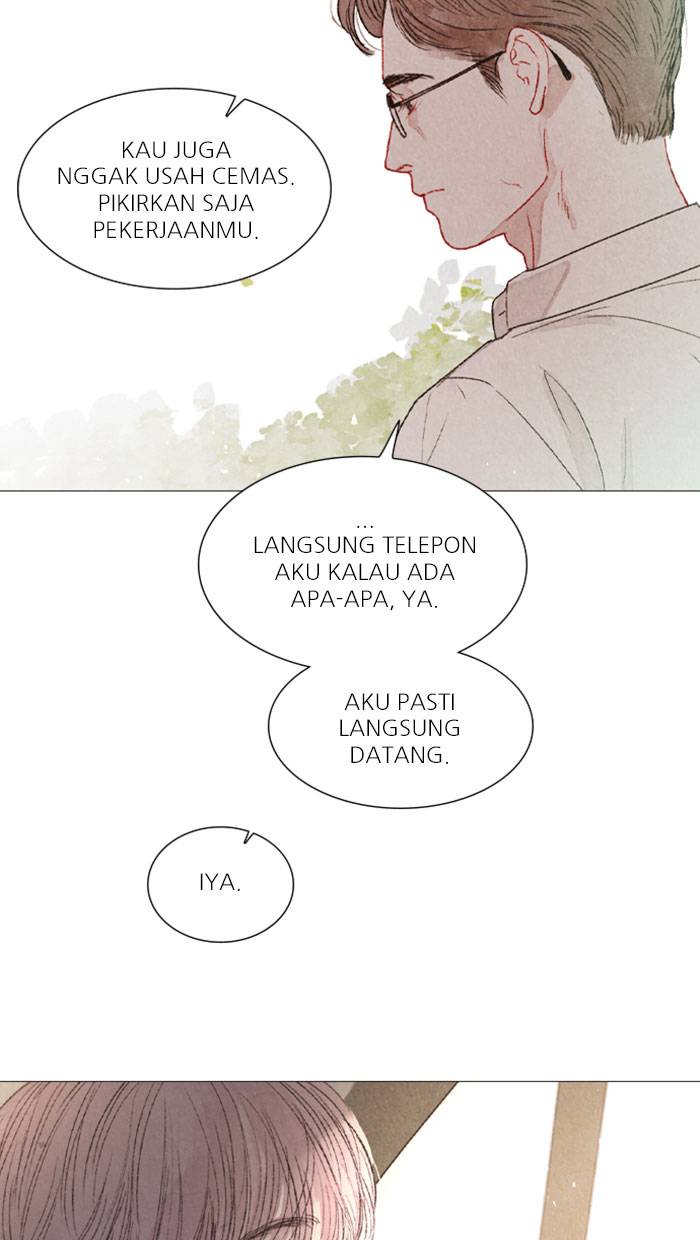 KAU JUGA
NGGAK USAH CEMAS.
PIKIRKAN SAJA
PEKERJAANMU.
...
LANGSUNG TELEPON
AKU KALAU ADA
APA-APA, YA.
AKU PASTI
LANGSUNG
DATANG.
IYA.